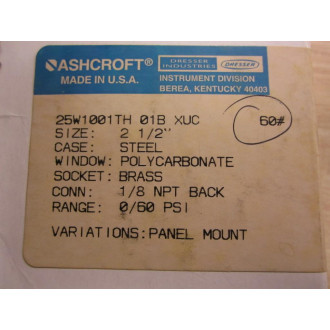 ASHCROFT®
MADE IN U.S.A.
DRESSER INDUSTRIES
DRESSER
INSTRUMENT DIVISION
BEREA, KENTUCKY 40403
25W1001TH 01B XUC 60#
SIZE: 2 1/2"
CASE: STEEL
WINDOW: POLYCARBONATE
SOCKET: BRASS
CONN: 1/8 NPT BACK
RANGE: 0/60 PSI
VARIATIONS: PANEL MOUNT